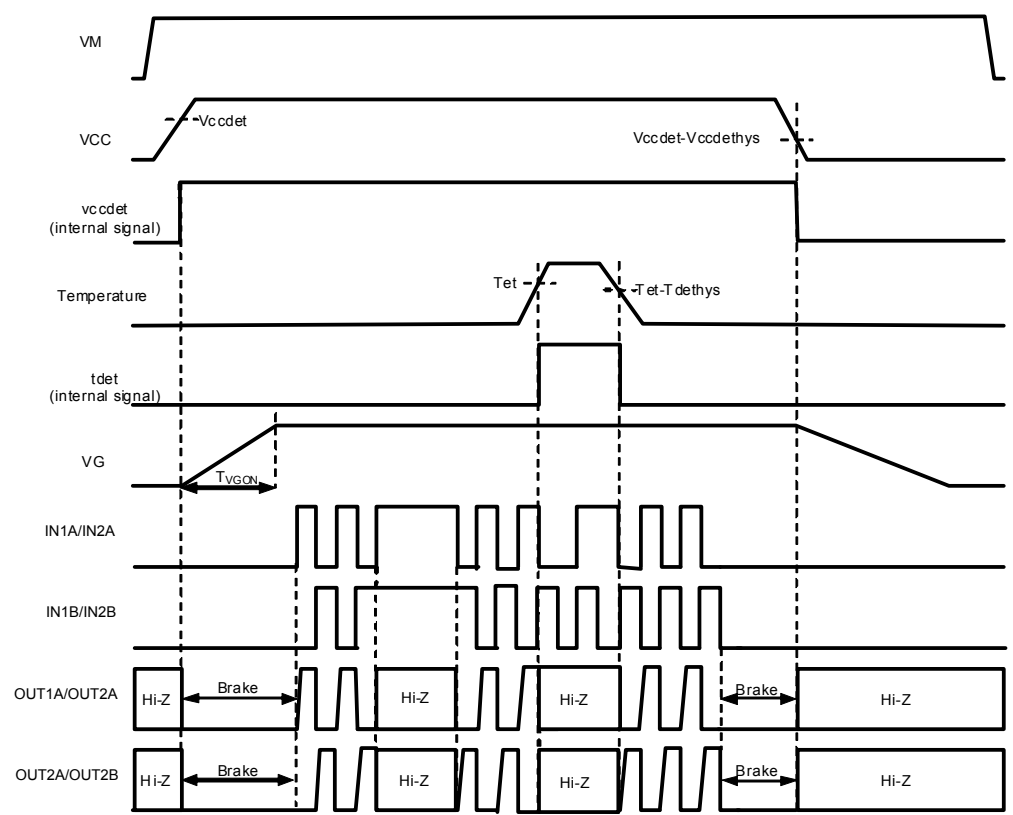 VM
Vccdet
VCC
Vccdet-Vccdethys
vccdet
(internal signal)
Tet
Tet-Tdethys
Temperature
tdet
(internal signal)
VG
TVGON
IN1A/IN2A
IN1B/IN2B
OUT1A/OUT2A
Hi-Z
Brake
Hi-Z
Hi-Z
Brake
Hi-Z
OUT2A/OUT2B
Hi-Z
Brake
Hi-Z
Hi-Z
Brake
Hi-Z